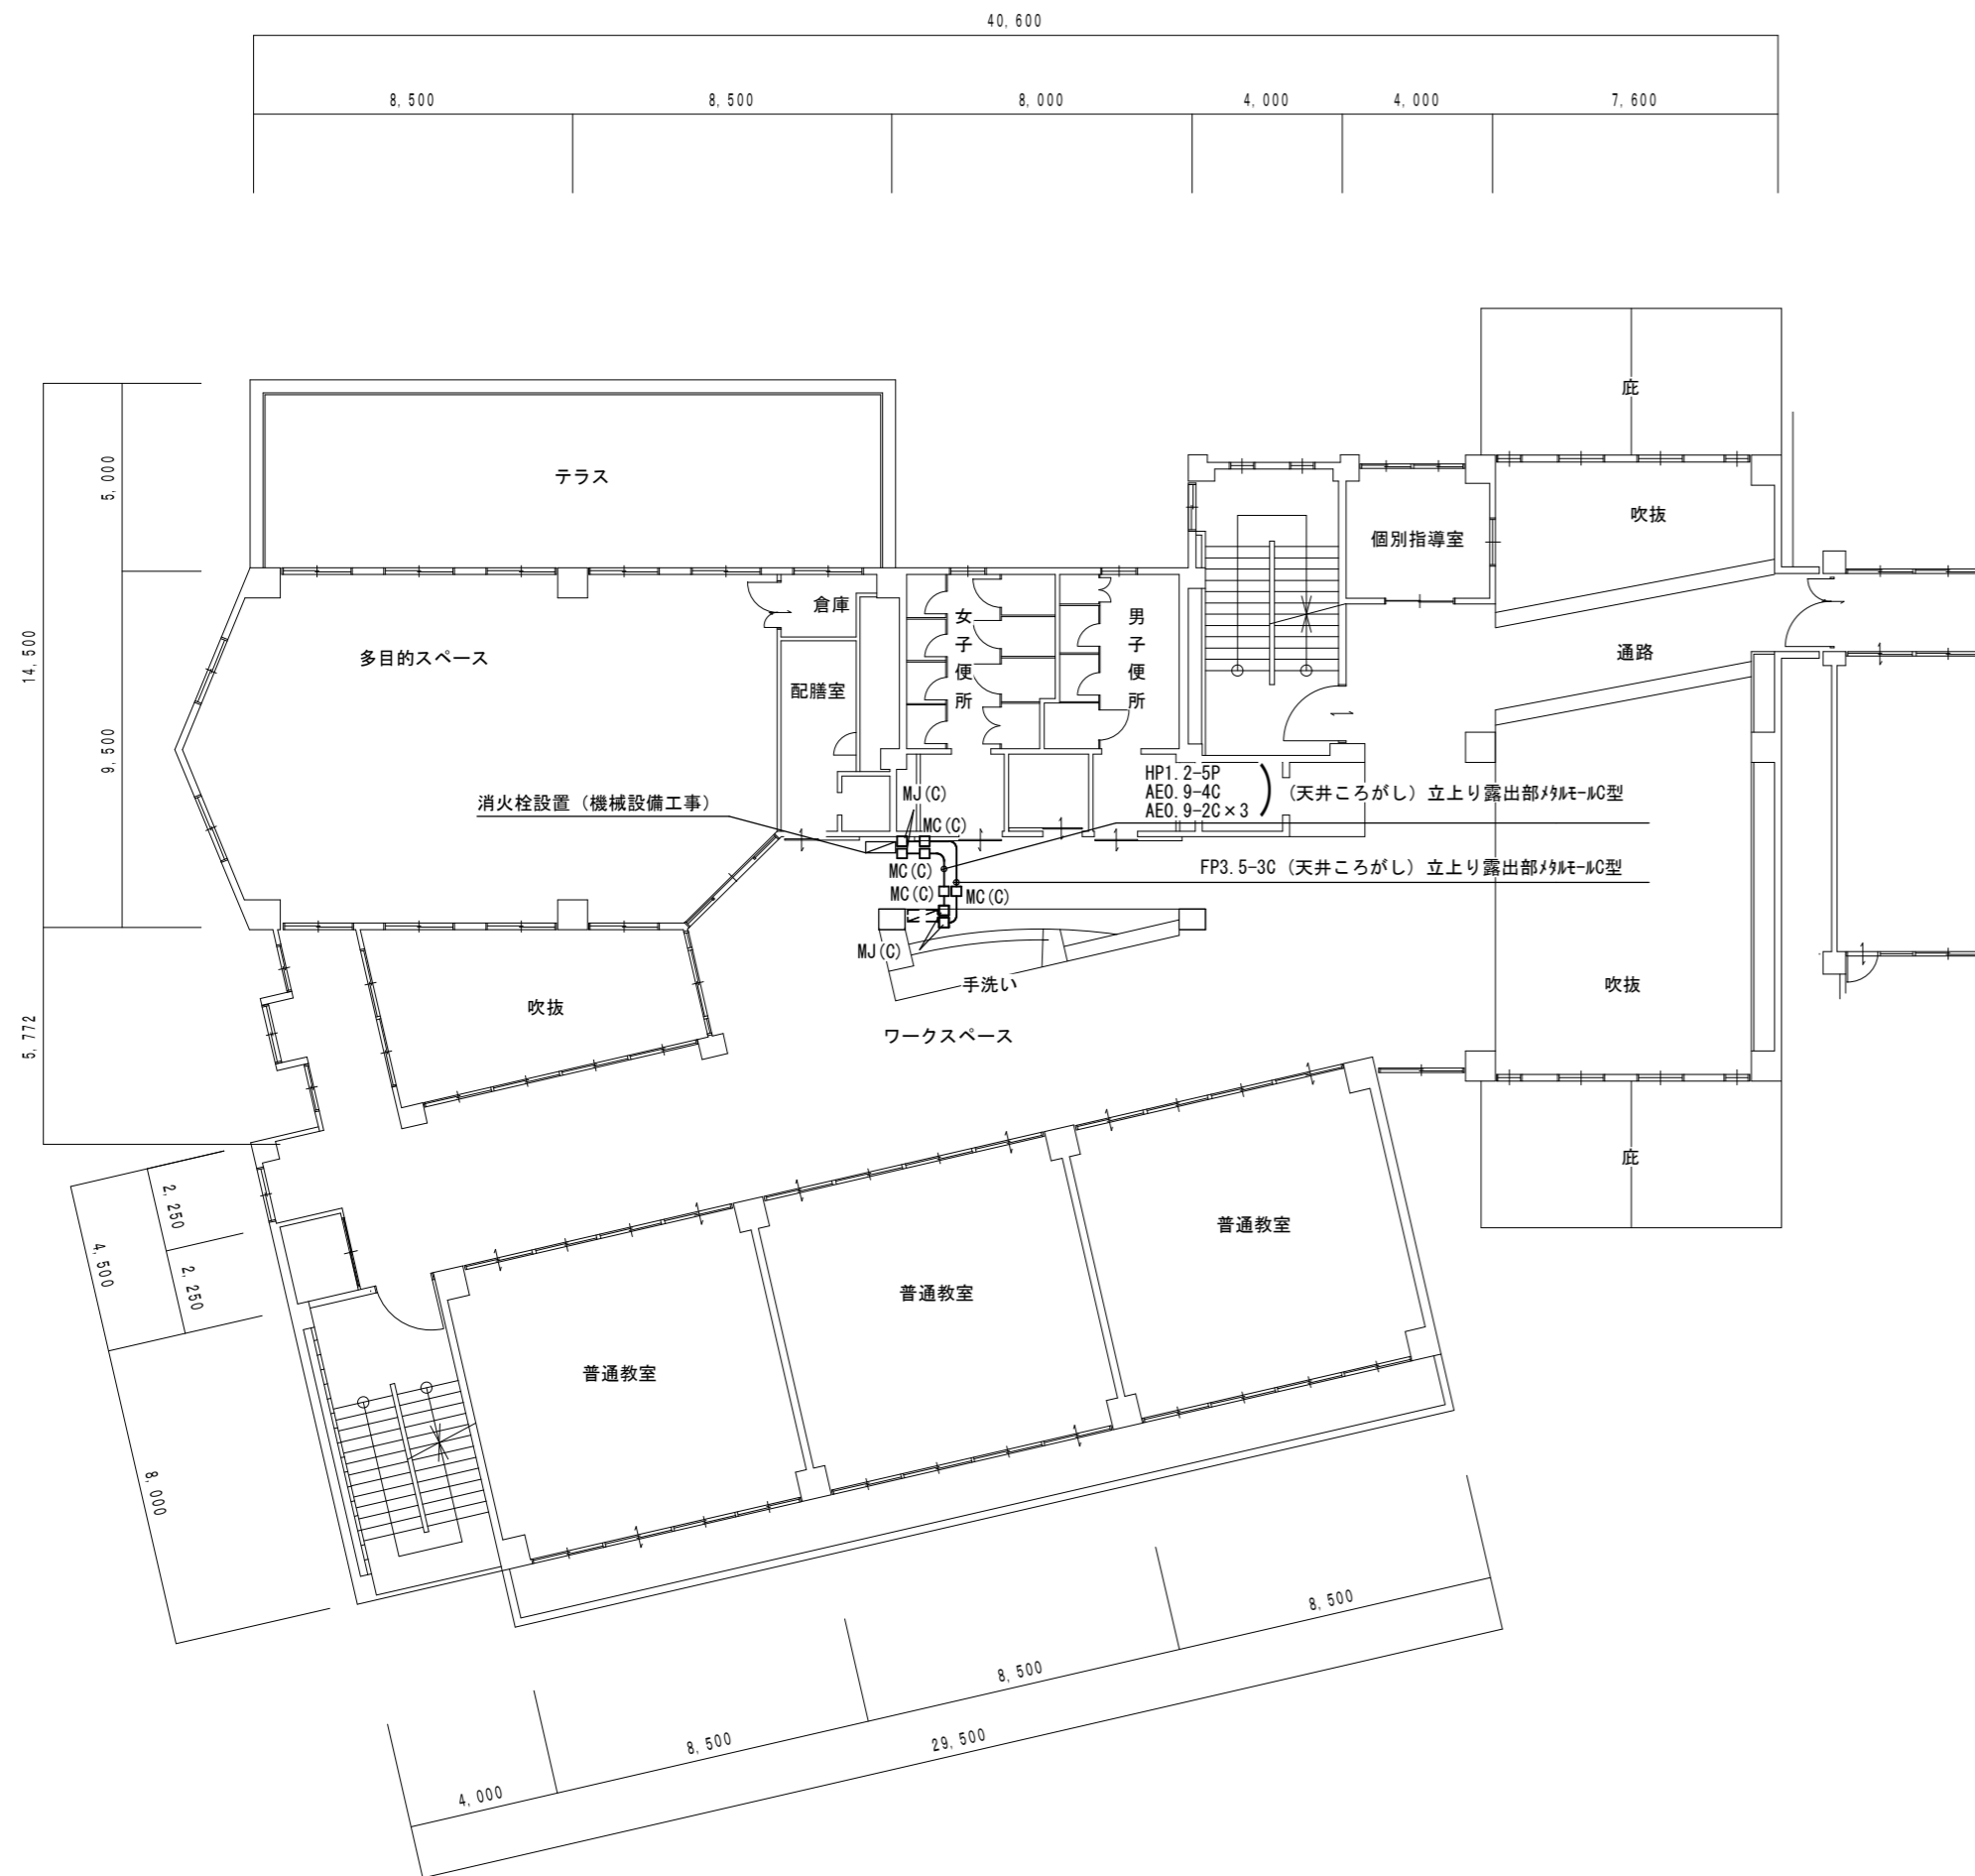 40,600
8,500
8,500
8,000
4,000
4,000
7,600
庇
5,000
テラス
吹抜
個別指導室
倉庫
女子便所
男子便所
14,500
多目的スペース
通路
配膳室
9,500
HP1.2-5P
AE0.9-4C
AE0.9-2C×3
(天井ころがし) 立上り露出部メタルモールC型
消火栓設置(機械設備工事)
MJ(C)
MC(C)
MC(C)
FP3.5-3C (天井ころがし) 立上り露出部メタルモールC型
MC(C)
MC(C)
MJ(C)
手洗い
吹抜
吹抜
5,772
ワークスペース
庇
2,250
4,500
2,250
普通教室
普通教室
普通教室
8,000
8,500
8,500
8,500
29,500
4,000